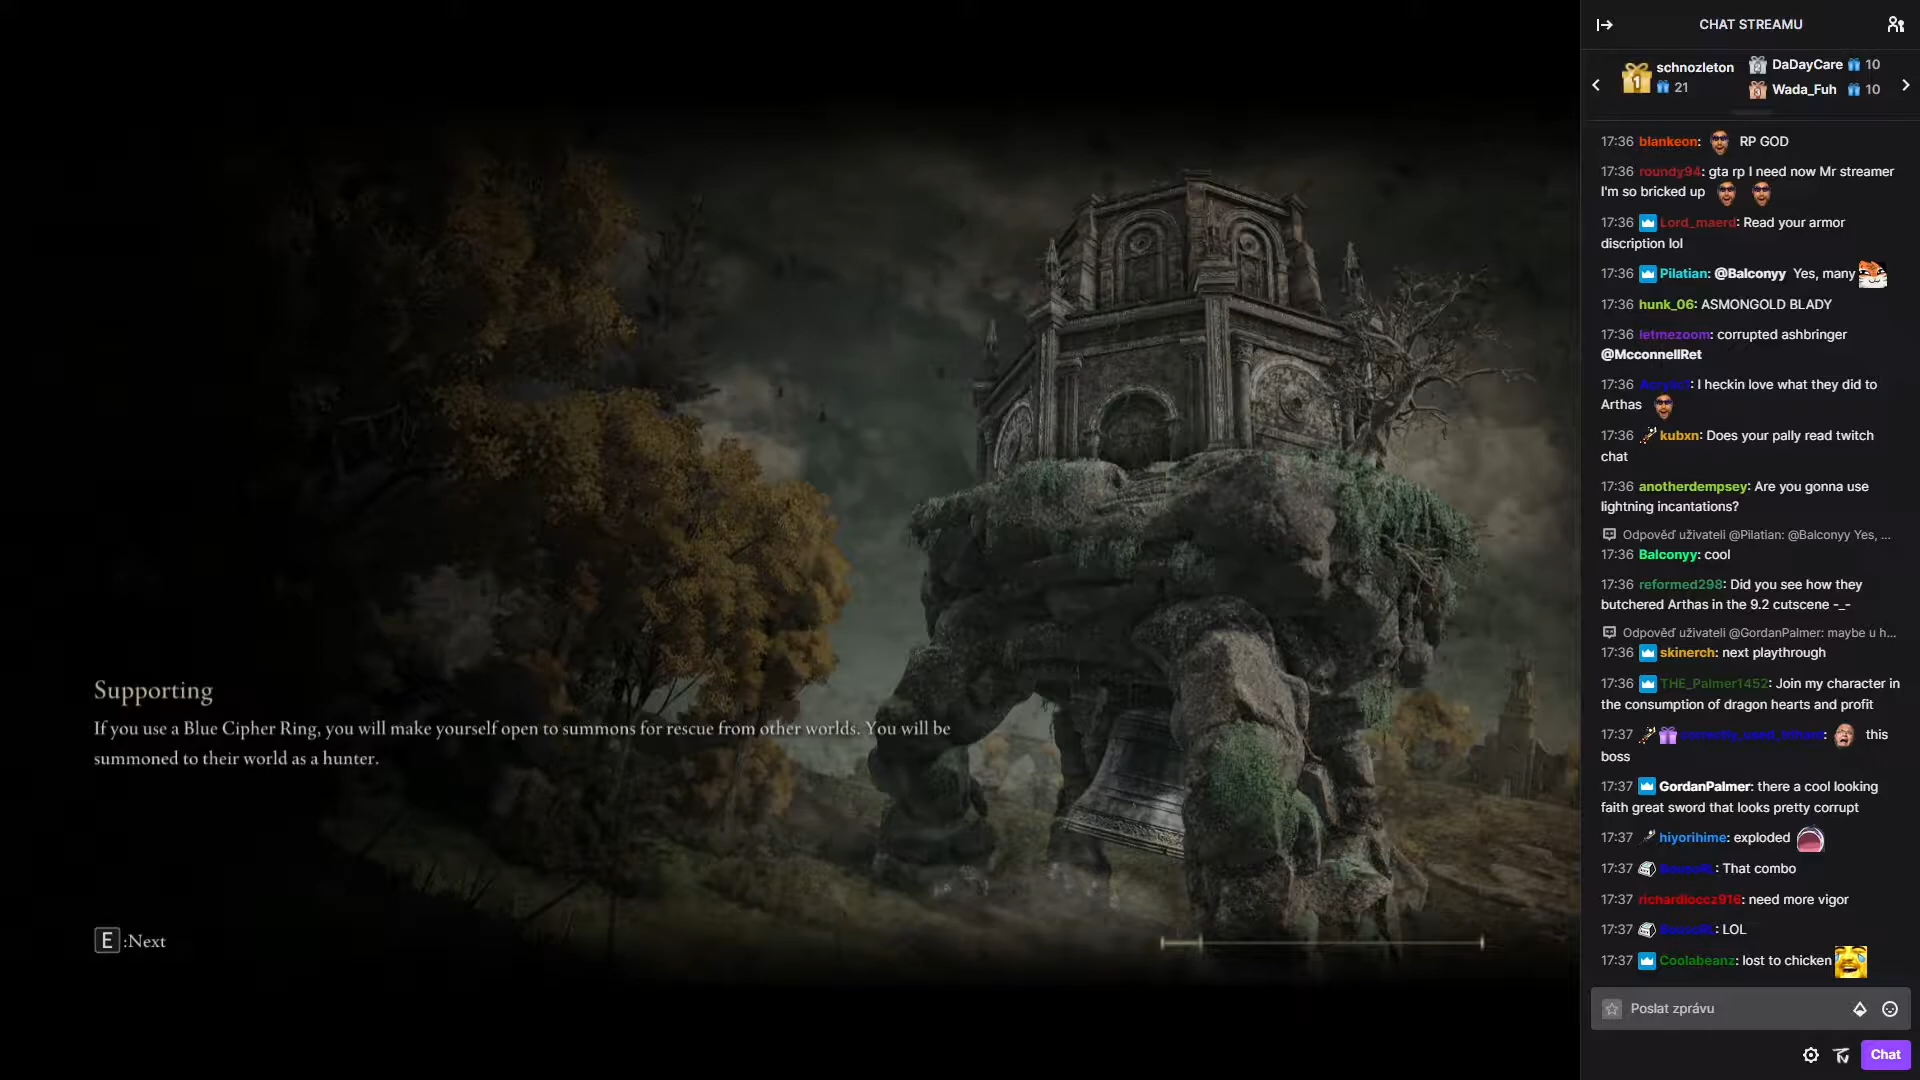 Supporting
If you use a Blue Cipher Ring, you will make yourself open to summons for rescue from other worlds. You will be
summoned to their world as a hunter.
E :Next
CHAT STREAMU
1 schnozleton 21
2 DaDayCare 10
3 Wada_Fuh 10
17:36 blankeon: RP GOD
17:36 roundy94: gta rp I need now Mr streamer
I'm so bricked up
17:36 Lord_maerd: Read your armor
discription lol
17:36 Pilatian: @Balconyy Yes, many
17:36 hunk_06: ASMONGOLD BLADY
17:36 letmezoom: corrupted ashbringer
@McconnellRet
17:36 : I heckin love what they did to
Arthas
17:36 kubxn: Does your pally read twitch
chat
17:36 anotherdempsey: Are you gonna use
lightning incantations?
Odpověď uživateli @Pilatian: @Balconyy Yes, ...
17:36 Balconyy: cool
17:36 reformed298: Did you see how they
butchered Arthas in the 9.2 cutscene -_-
Odpověď uživateli @GordanPalmer: maybe u h...
17:36 skinerch: next playthrough
17:36 THE_Palmer1452: Join my character in
the consumption of dragon hearts and profit
17:37 correctly_used_trihard: this
boss
17:37 GordanPalmer: there a cool looking
faith great sword that looks pretty corrupt
17:37 hiyorihime: exploded
17:37 : That combo
17:37 richardloccz916: need more vigor
17:37 : LOL
17:37 Coolabeanz: lost to chicken
Poslat zprávu
Chat